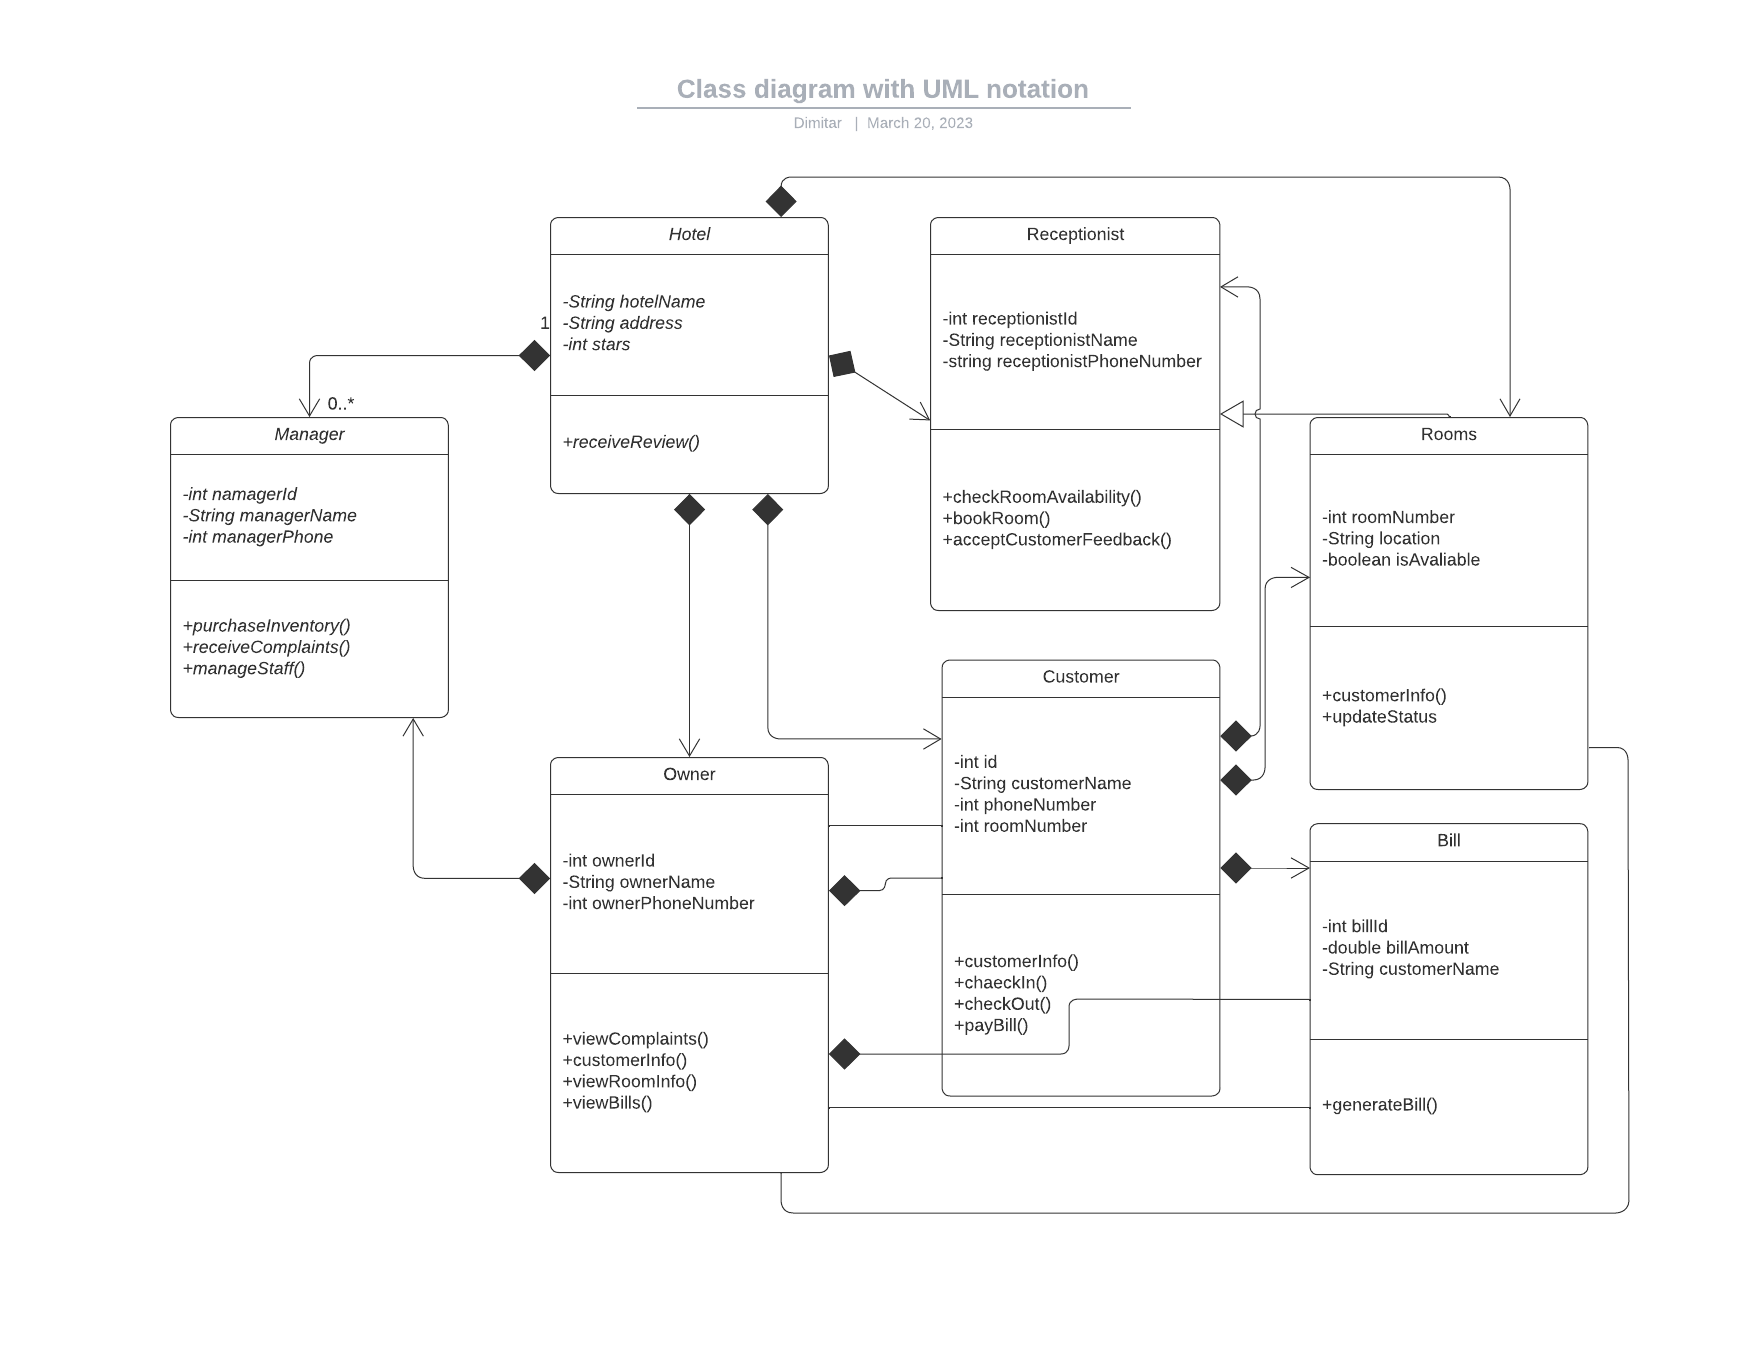 Class diagram with UML notation
Dimitar | March 20, 2023
Hotel
-String hotelName
-String address
-int stars
+receiveReview()
1
0..*
Receptionist
-int receptionistId
-String receptionistName
-string receptionistPhoneNumber
+checkRoomAvailability()
+bookRoom()
+acceptCustomerFeedback()
Manager
-int namagerId
-String managerName
-int managerPhone
+purchaseInventory()
+receiveComplaints()
+manageStaff()
Rooms
-int roomNumber
-String location
-boolean isAvaliable
+customerInfo()
+updateStatus
Customer
-int id
-String customerName
-int phoneNumber
-int roomNumber
+customerInfo()
+chaeckIn()
+checkOut()
+payBill()
Owner
-int ownerId
-String ownerName
-int ownerPhoneNumber
+viewComplaints()
+customerInfo()
+viewRoomInfo()
+viewBills()
Bill
-int billId
-double billAmount
-String customerName
+generateBill()